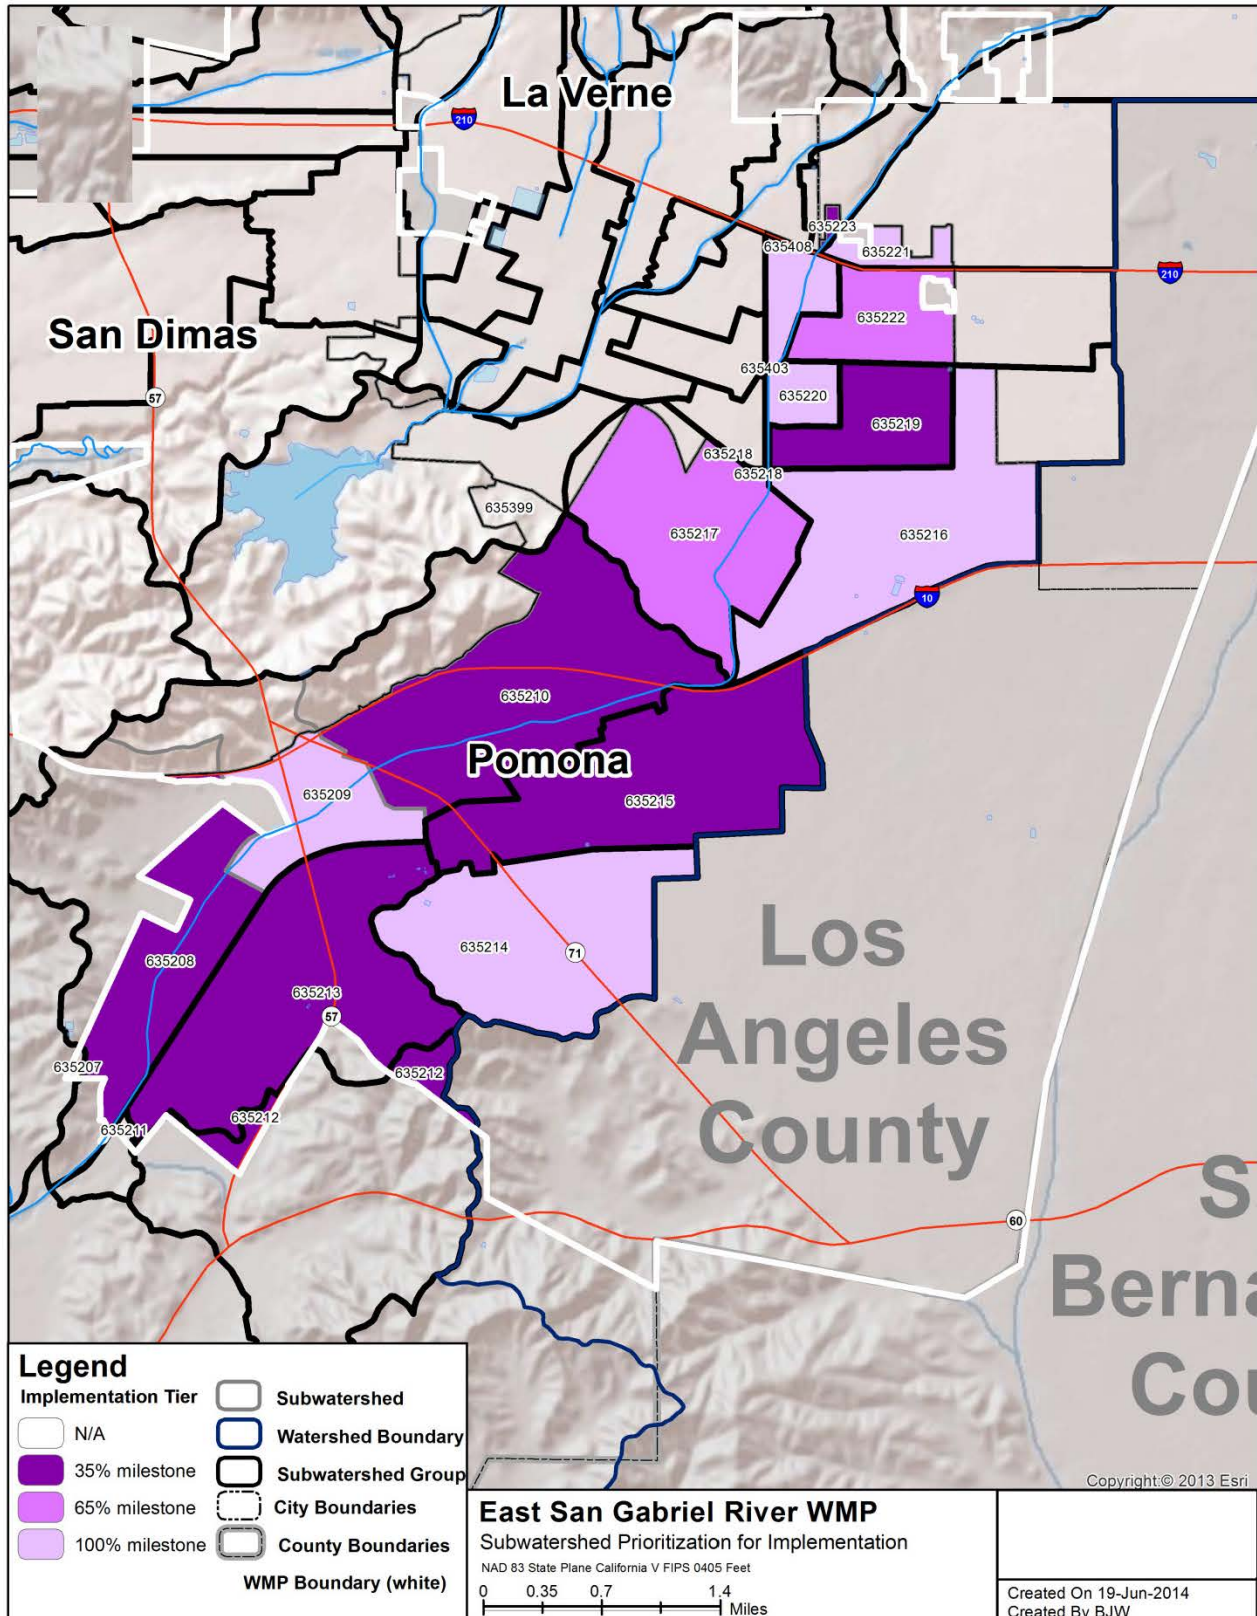 La Verne
210
635223
635408
635221
210
San Dimas
635222
57
635403
635220
635219
635218
635218
635399
635217
635216
10
635210
Pomona
635209
635215
Los
Angeles
County
635214
71
635208
635213
57
635207
635212
635212
635211
60
S
Berna
Cou
Legend
Implementation Tier
N/A
35% milestone
65% milestone
100% milestone
Subwatershed
Watershed Boundary
Subwatershed Group
City Boundaries
County Boundaries
WMP Boundary (white)
Copyright:© 2013 Esri
East San Gabriel River WMP
Subwatershed Prioritization for Implementation
NAD 83 State Plane California V FIPS 0405 Feet
0 0.35 0.7 1.4
Miles
Created On 19-Jun-2014
Created By BJW